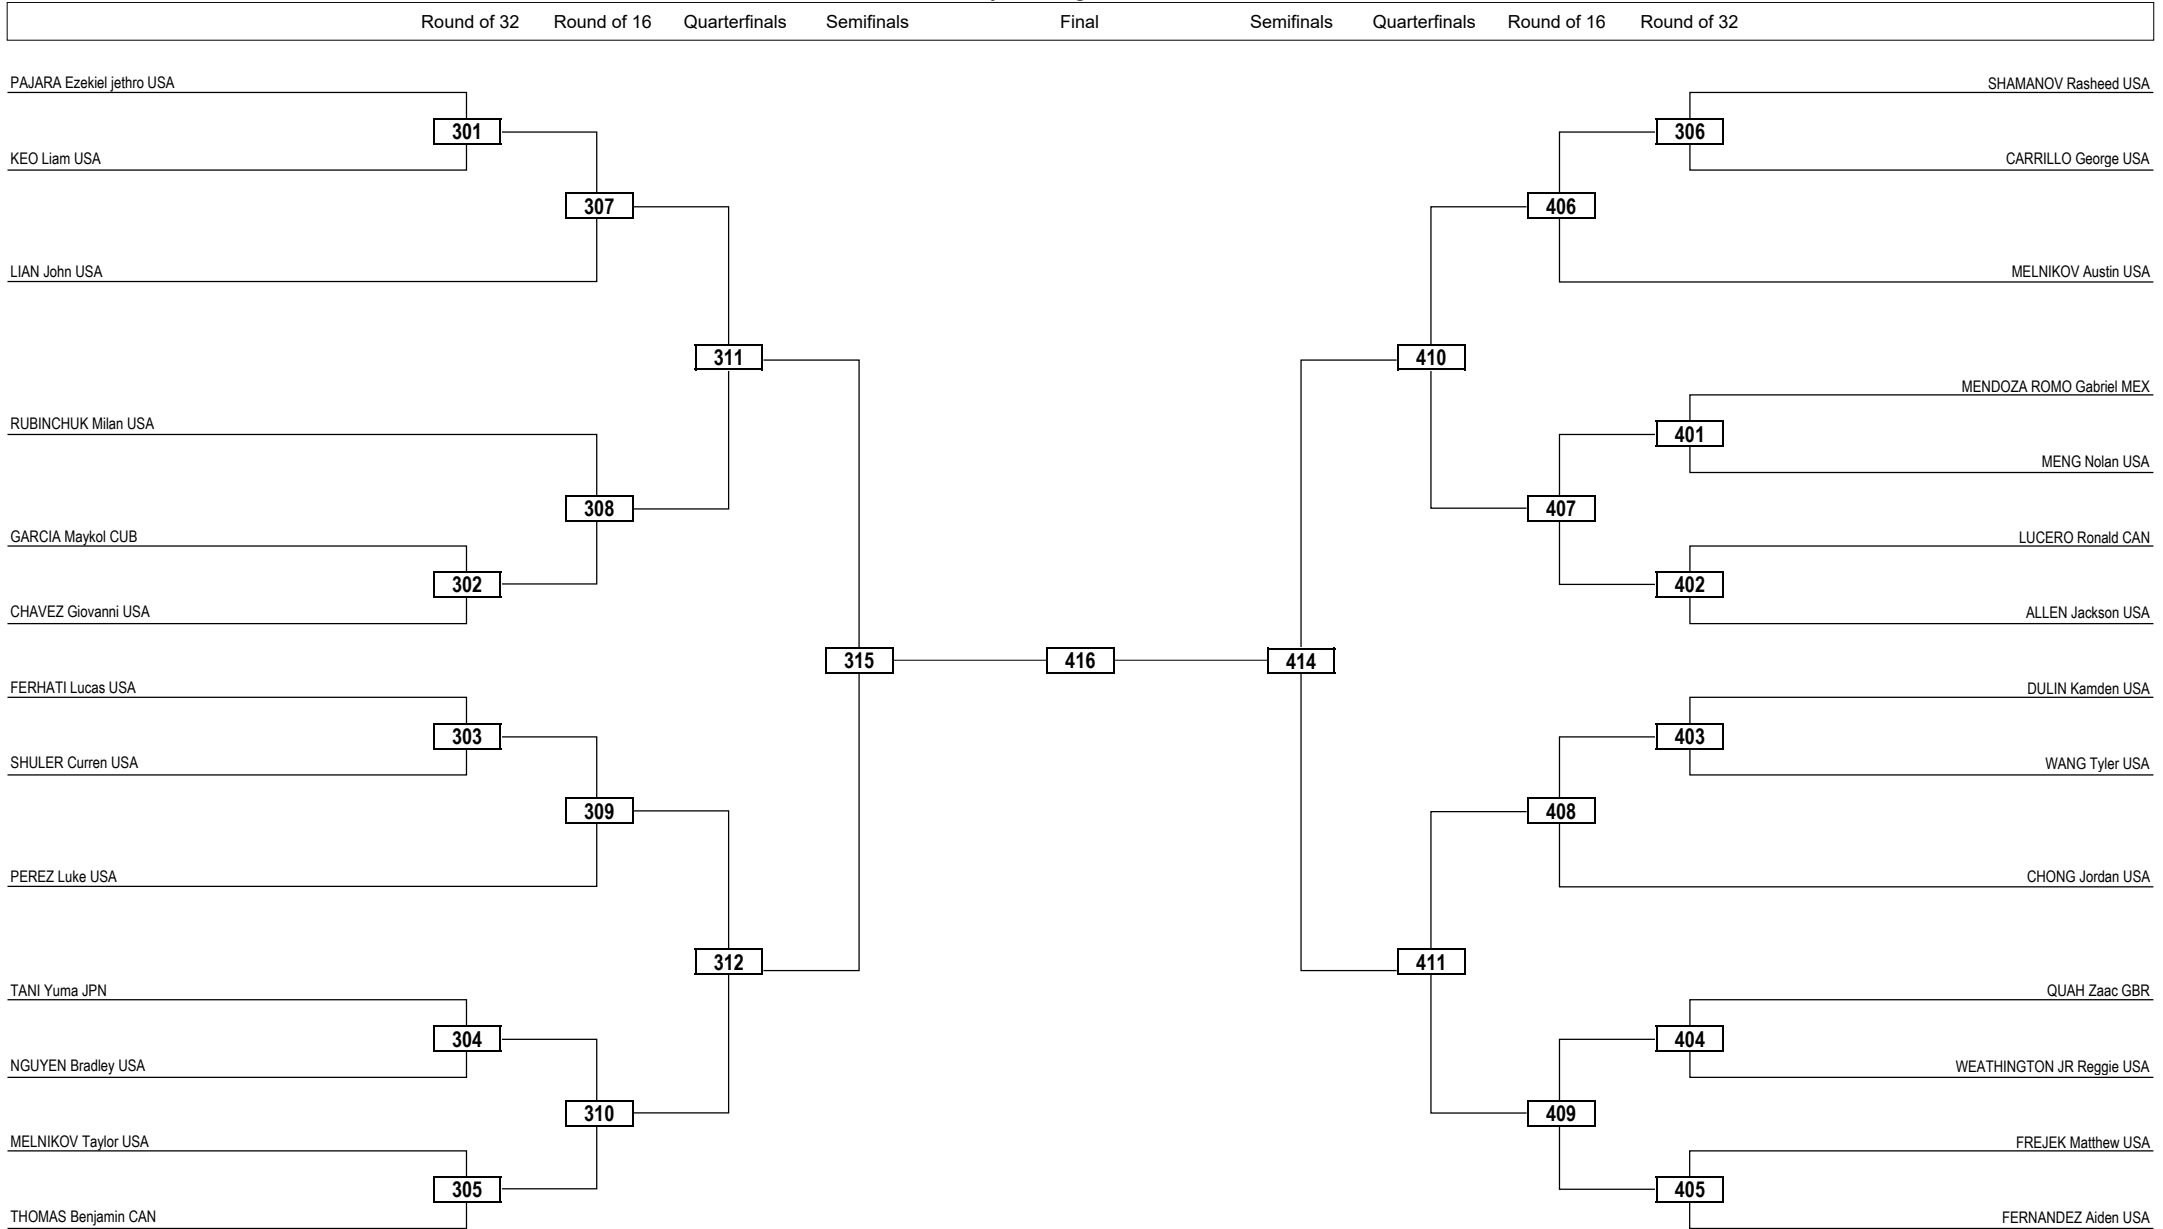 Round of 32 Round of 16 Quarterfinals Semifinals Final Semifinals Quarterfinals Round of 16 Round of 32
PAJARA Ezekiel jethro USA SHAMANOV Rasheed USA
301 306
KEO Liam USA CARRILLO George USA
307 406
LIAN John USA MELNIKOV Austin USA
311 410
MENDOZA ROMO Gabriel MEX
RUBINCHUK Milan USA 401
MENG Nolan USA
308 407
GARCIA Maykol CUB LUCERO Ronald CAN
302 402
CHAVEZ Giovanni USA ALLEN Jackson USA
315 416 414
FERHATI Lucas USA DULIN Kamden USA
303 403
SHULER Curren USA WANG Tyler USA
309 408
PEREZ Luke USA CHONG Jordan USA
312 411
TANI Yuma JPN QUAH Zaac GBR
304 404
NGUYEN Bradley USA WEATHINGTON JR Reggie USA
310 409
MELNIKOV Taylor USA FREJEK Matthew USA
305 405
THOMAS Benjamin CAN FERNANDEZ Aiden USA